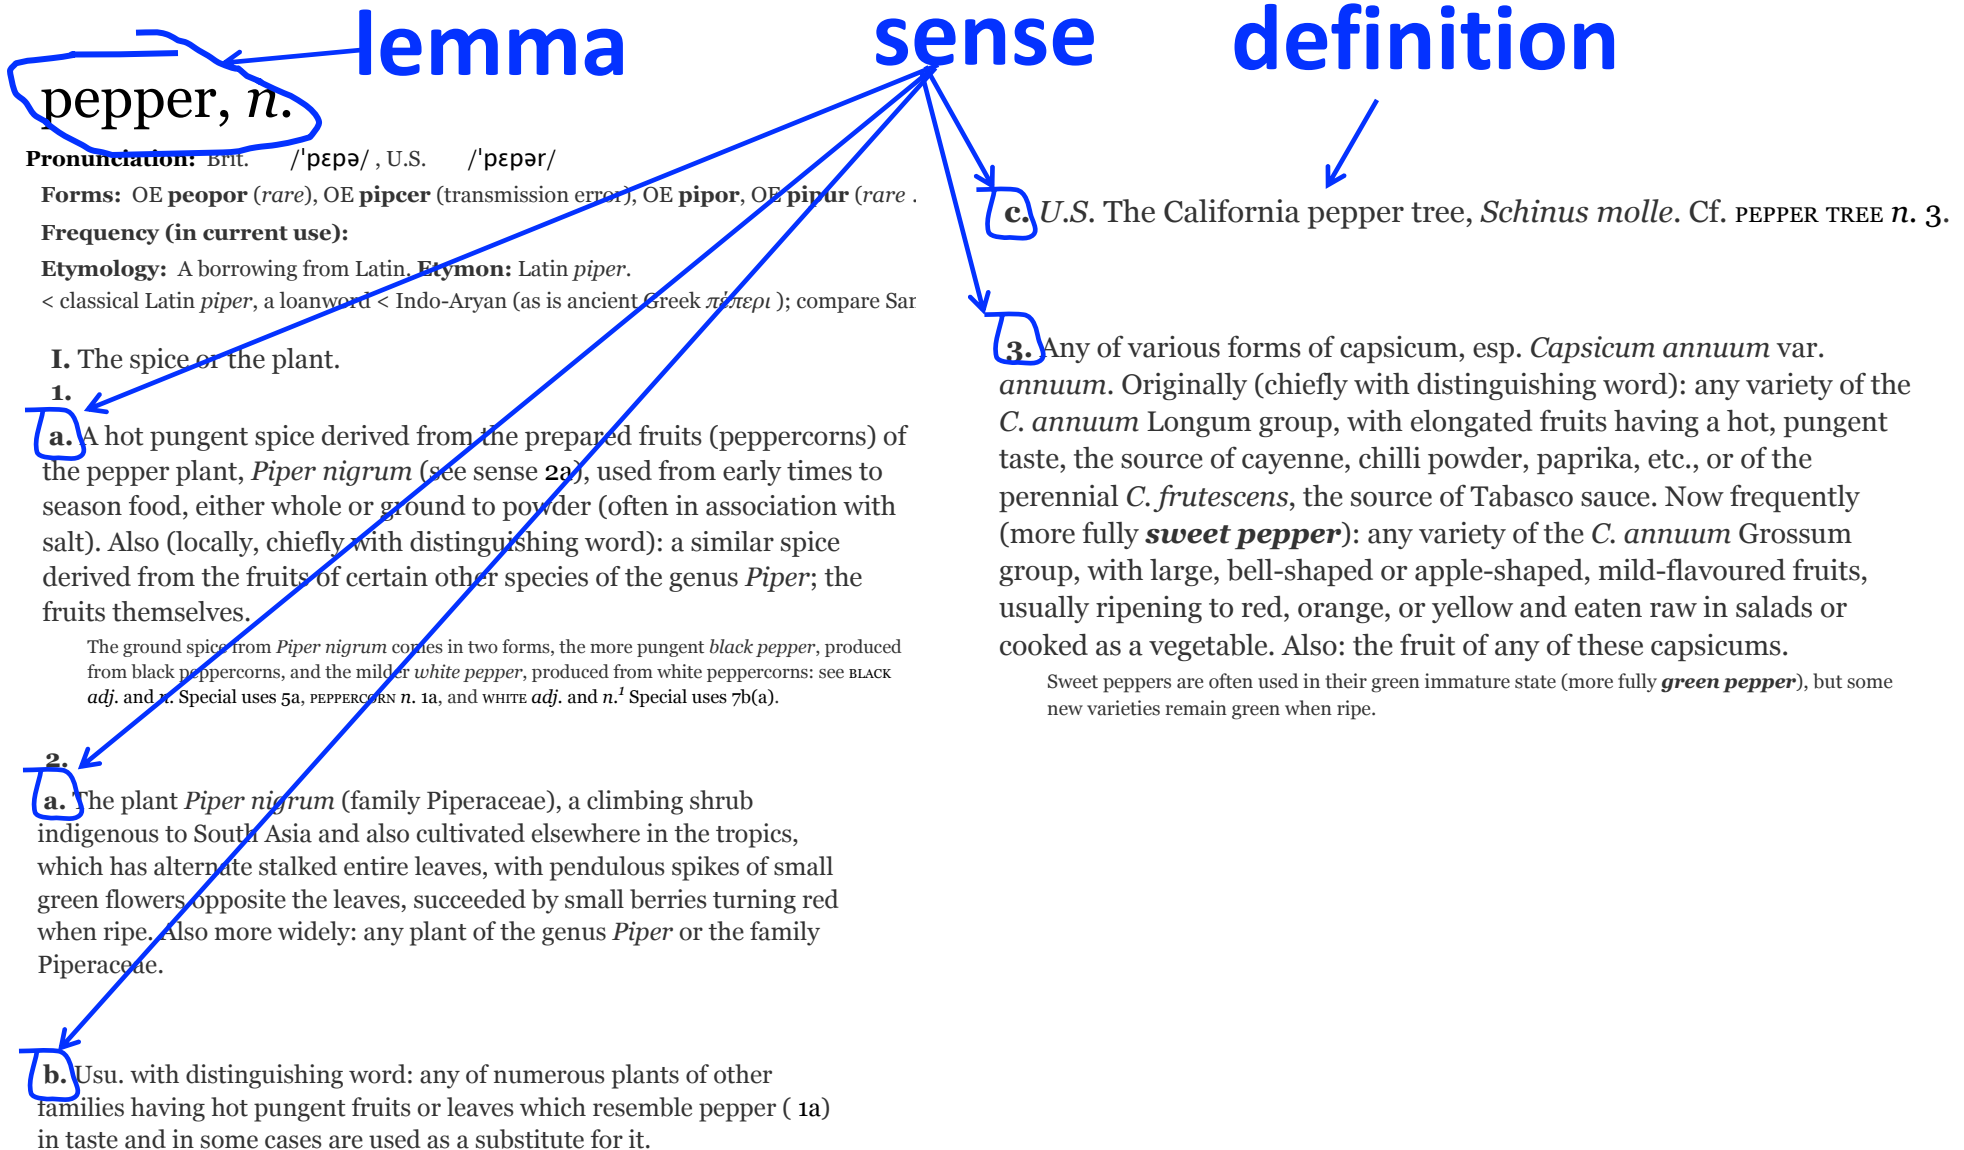 lemma
sense
definition
pepper, n.
Pronunciation: Brit. /ˈpɛpə/ , U.S. /ˈpɛpər/
Forms: OE peopor (rare), OE pipcer (transmission error), OE pipor, OE pipur (rare .
Frequency (in current use):
Etymology: A borrowing from Latin. Etymon: Latin piper.
< classical Latin piper, a loanword < Indo-Aryan (as is ancient Greek πέπερι ); compare Sar
I. The spice or the plant.
1.
a. A hot pungent spice derived from the prepared fruits (peppercorns) of
the pepper plant, Piper nigrum (see sense 2a), used from early times to
season food, either whole or ground to powder (often in association with
salt). Also (locally, chiefly with distinguishing word): a similar spice
derived from the fruits of certain other species of the genus Piper; the
fruits themselves.
The ground spice from Piper nigrum comes in two forms, the more pungent black pepper, produced
from black peppercorns, and the milder white pepper, produced from white peppercorns: see BLACK
adj. and n. Special uses 5a, PEPPERCORN n. 1a, and WHITE adj. and n.¹ Special uses 7b(a).
2.
a. The plant Piper nigrum (family Piperaceae), a climbing shrub
indigenous to South Asia and also cultivated elsewhere in the tropics,
which has alternate stalked entire leaves, with pendulous spikes of small
green flowers opposite the leaves, succeeded by small berries turning red
when ripe. Also more widely: any plant of the genus Piper or the family
Piperaceae.
b. Usu. with distinguishing word: any of numerous plants of other
families having hot pungent fruits or leaves which resemble pepper ( 1a)
in taste and in some cases are used as a substitute for it.
c. U.S. The California pepper tree, Schinus molle. Cf. PEPPER TREE n. 3.
3. Any of various forms of capsicum, esp. Capsicum annuum var.
annuum. Originally (chiefly with distinguishing word): any variety of the
C. annuum Longum group, with elongated fruits having a hot, pungent
taste, the source of cayenne, chilli powder, paprika, etc., or of the
perennial C. frutescens, the source of Tabasco sauce. Now frequently
(more fully sweet pepper): any variety of the C. annuum Grossum
group, with large, bell-shaped or apple-shaped, mild-flavoured fruits,
usually ripening to red, orange, or yellow and eaten raw in salads or
cooked as a vegetable. Also: the fruit of any of these capsicums.
Sweet peppers are often used in their green immature state (more fully green pepper), but some
new varieties remain green when ripe.